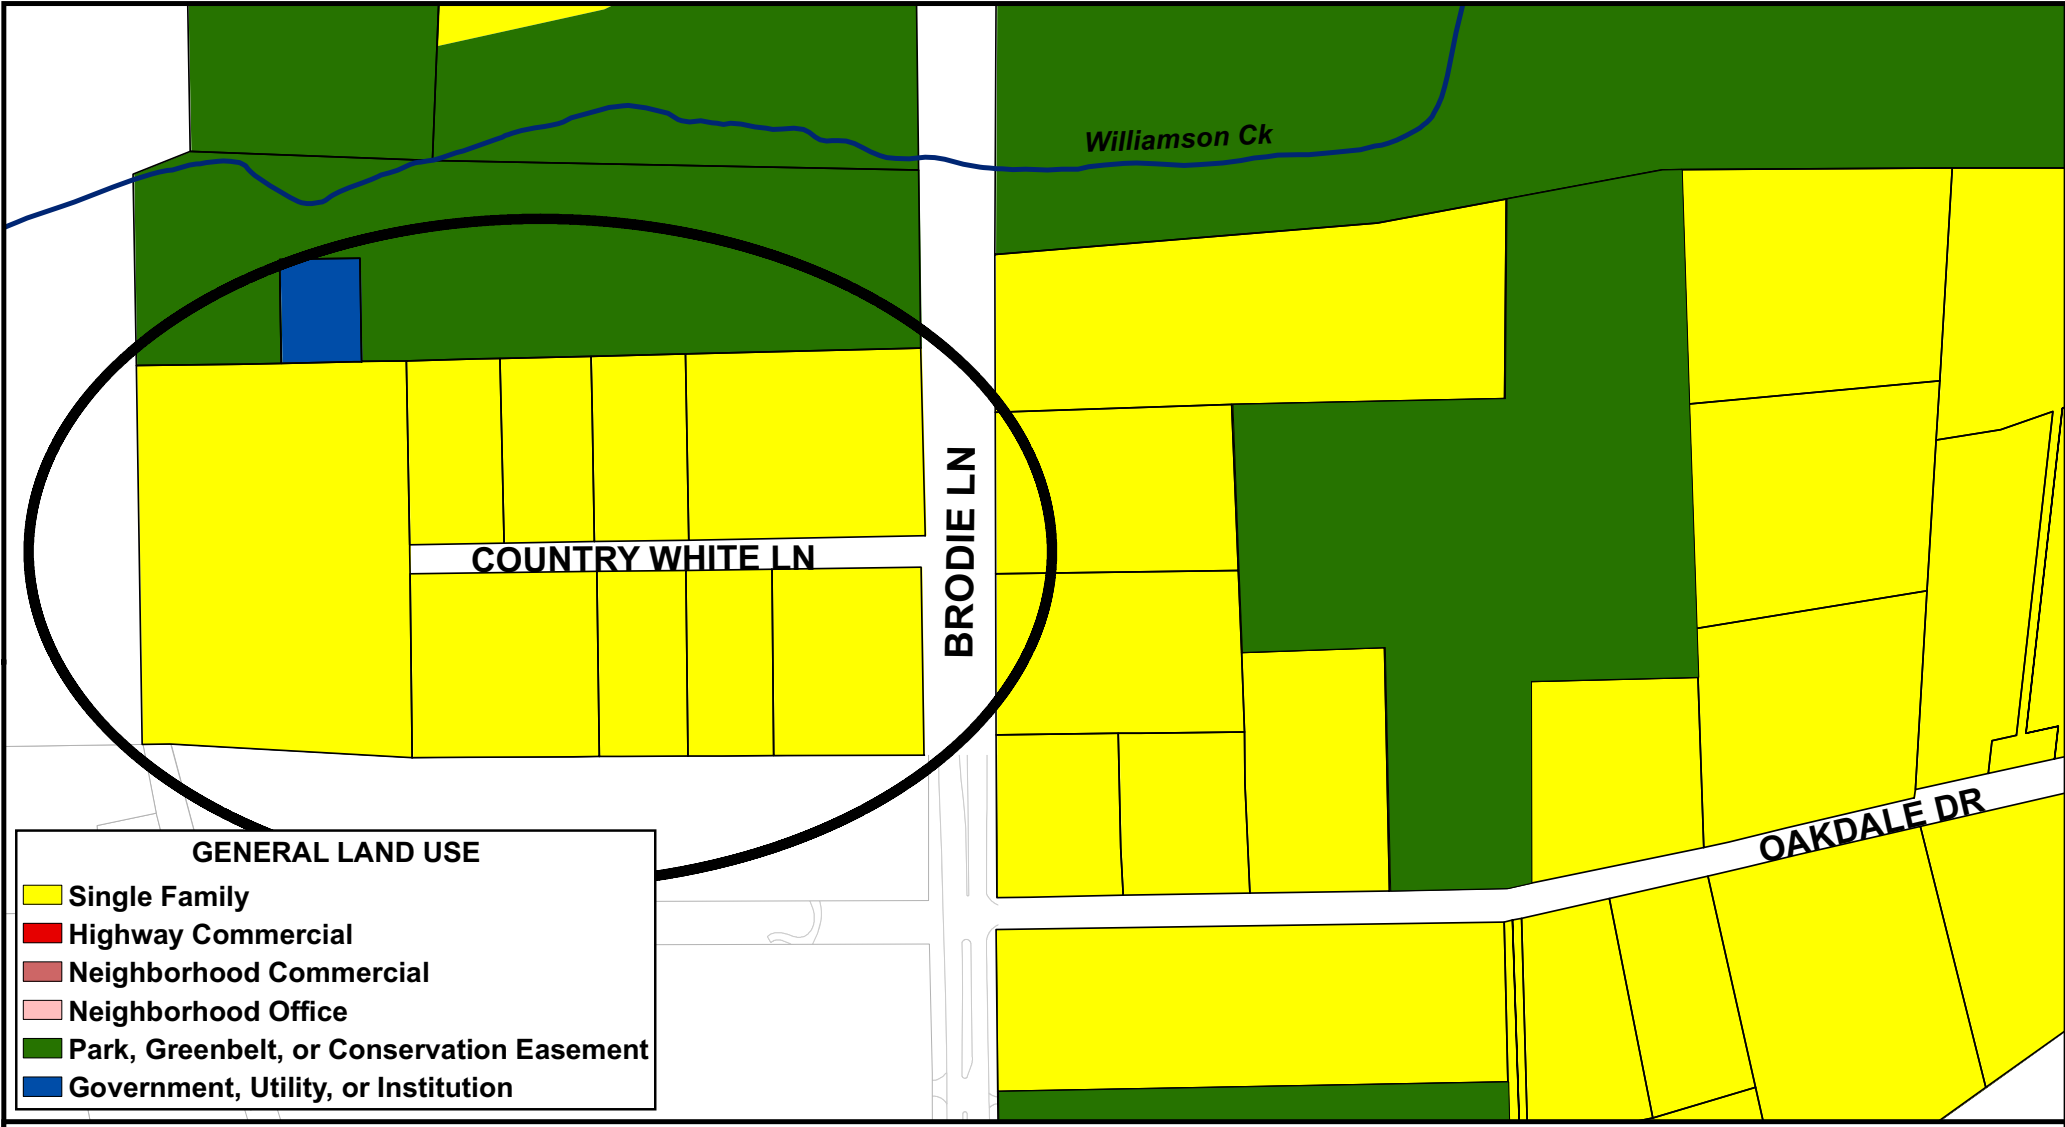 Williamson Ck
BRODIE LN
COUNTRY WHITE LN
OAKDALE DR
GENERAL LAND USE
Single Family
Highway Commercial
Neighborhood Commercial
Neighborhood Office
Park, Greenbelt, or Conservation Easement
Government, Utility, or Institution